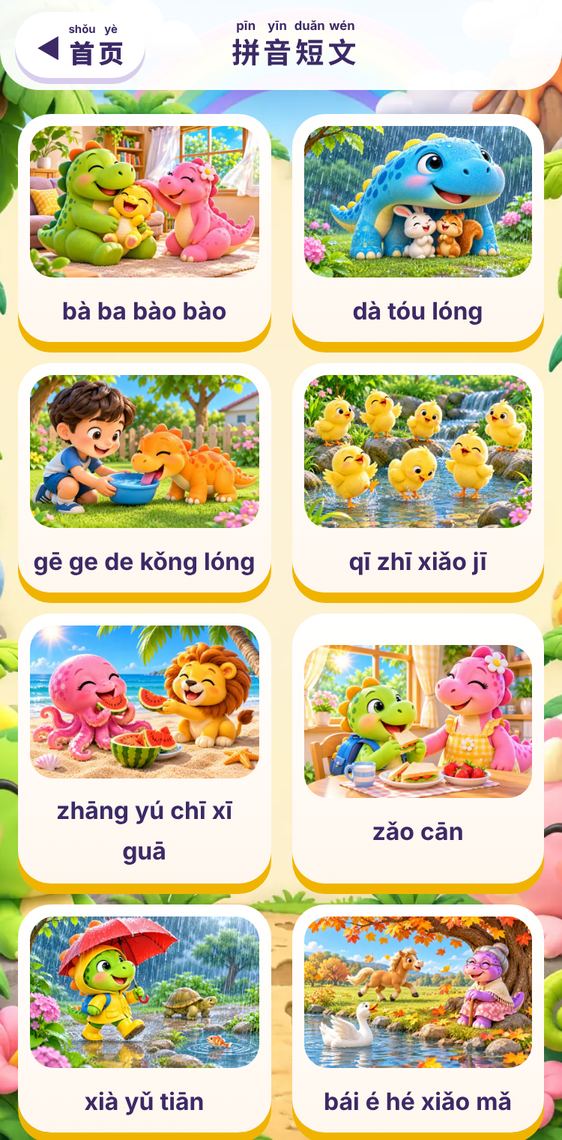 shǒu yè
首页
pīn yīn duǎn wén
拼音短文
bà ba bào bào
dà tóu lóng
gē ge de kǒng lóng
qī zhī xiǎo jī
zhāng yú chī xī
guā
zǎo cān
xià yǔ tiān
bái é hé xiǎo mǎ